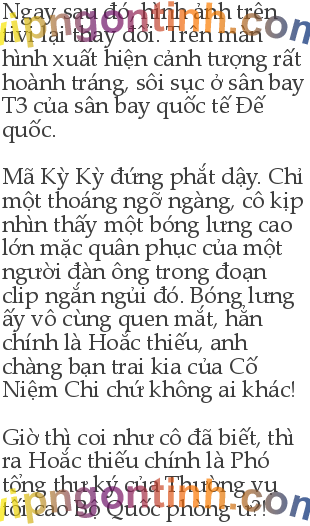 Ngay sau đó, hình ảnh trên
tivi lại thay đổi. Trên màn
hình xuất hiện cảnh tượng rất
hoành tráng, sôi sục ở sân bay
T3 của sân bay quốc tế Đế
quốc.
Mã Kỳ Kỳ đứng phắt dậy. Chỉ
một thoáng ngỡ ngàng, cô kịp
nhìn thấy một bóng lưng cao
lớn mặc quân phục của một
người đàn ông trong đoạn
clip ngắn ngủi đó. Bóng lưng
ấy vô cùng quen mắt, hẳn
chính là Hoắc thiếu, anh
chàng bạn trai kia của Cố
Niệm Chi chứ không ai khác!
Giờ thì coi như cô đã biết, thì
ra Hoắc thiếu chính là Phó
tổng thư ký của Thường vụ
tối cao Bộ Quốc phòng ư?!